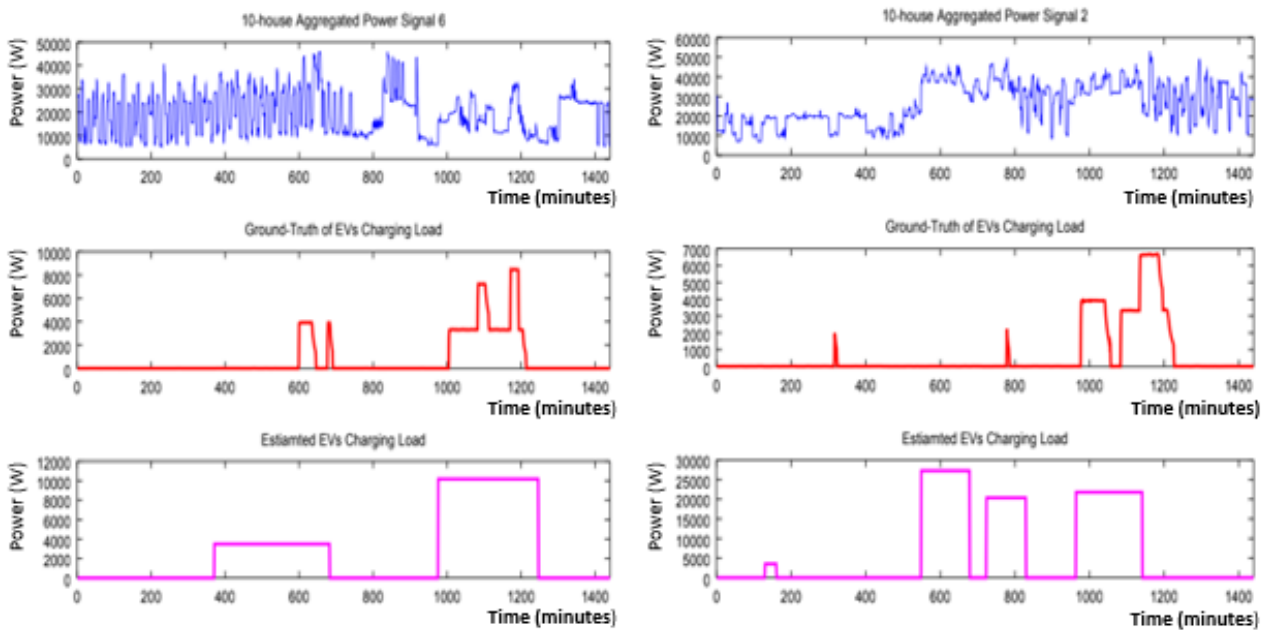 10-house Aggregated Power Signal 6
Power (W)
50000
40000
30000
20000
10000
0
0 200 400 600 800 1000 1200 1400
Time (minutes)
Ground-Truth of EVs Charging Load
Power (W)
10000
8000
6000
4000
2000
0
0 200 400 600 800 1000 1200 1400
Time (minutes)
Estiamted EVs Charging Load
Power (W)
12000
10000
8000
6000
4000
2000
0
0 200 400 600 800 1000 1200 1400
Time (minutes)
10-house Aggregated Power Signal 2
Power (W)
60000
50000
40000
30000
20000
10000
0
0 200 400 600 800 1000 1200 1400
Time (minutes)
Ground-Truth of EVs Charging Load
Power (W)
7000
6000
5000
4000
3000
2000
1000
0
0 200 400 600 800 1000 1200 1400
Time (minutes)
Estiamted EVs Charging Load
Power (W)
30000
25000
20000
15000
10000
5000
0
0 200 400 600 800 1000 1200 1400
Time (minutes)